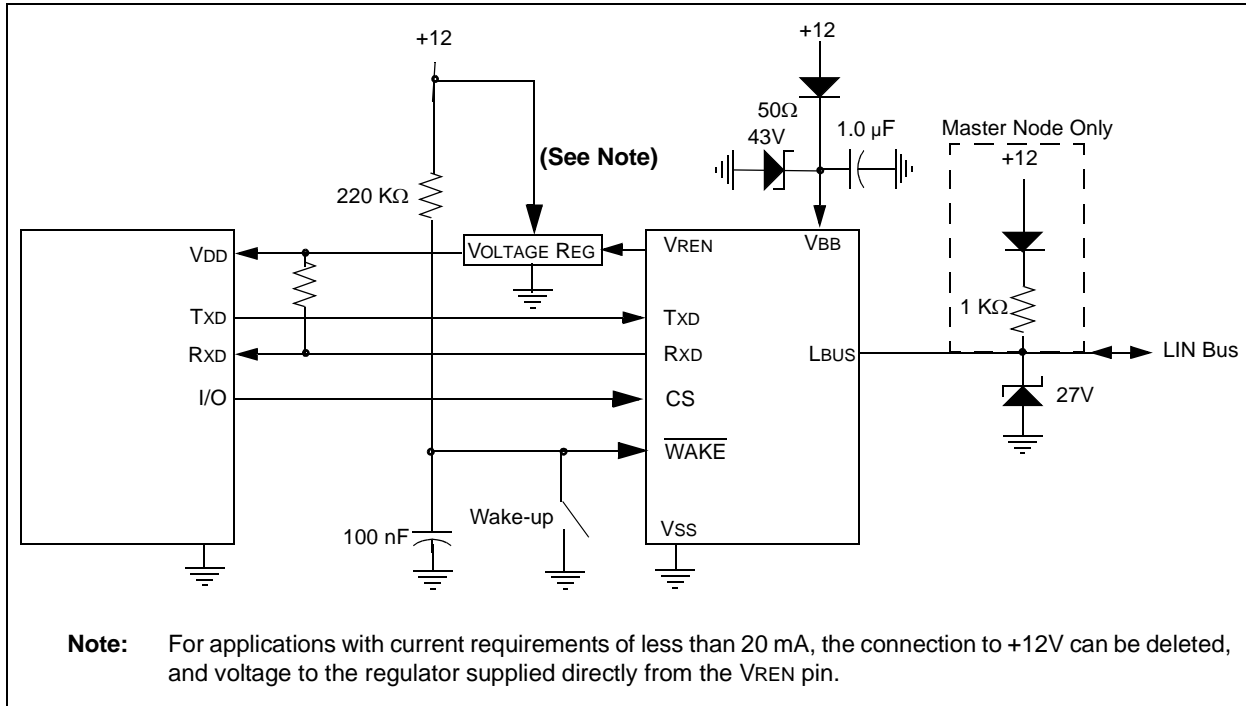 +12
+12
50Ω
43V
1.0 µF
Master Node Only
+12
(See Note)
220 KΩ
VDD
VOLTAGE REG
VREN
VBB
1 KΩ
TXD
TXD
RXD
RXD
LBUS
LIN Bus
I/O
CS
27V
WAKE
Wake-up
100 nF
VSS
Note: For applications with current requirements of less than 20 mA, the connection to +12V can be deleted,
and voltage to the regulator supplied directly from the VREN pin.